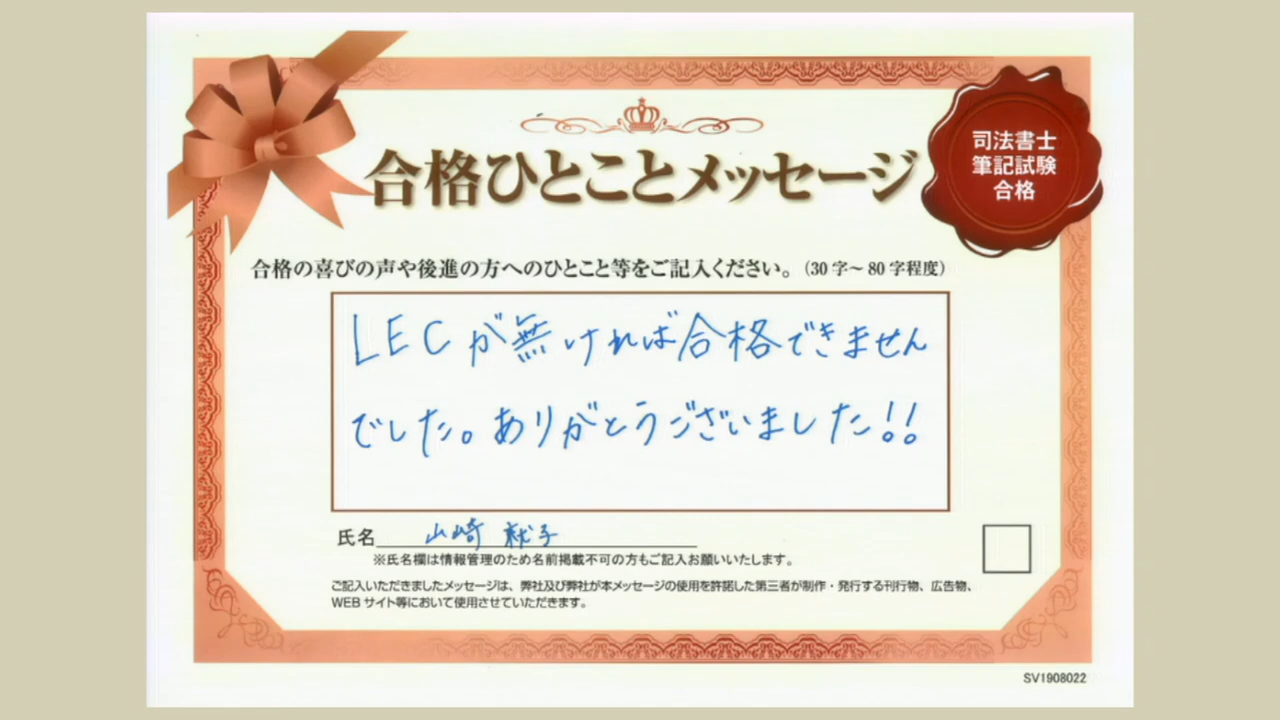 合格ひとことメッセージ
司法書士
筆記試験
合格
合格の喜びの声や後進の方へのひとこと等をご記入ください。(30字〜80字程度)
LECが無ければ合格できません
でした。ありがとうございました!!
氏名 山崎 就子
※氏名欄は情報管理のため名前掲載不可の方もご記入お願いいたします。
ご記入いただきましたメッセージは、弊社及び弊社が本メッセージの使用を許諾した第三者が制作・発行する刊行物、広告物、
WEBサイト等において使用させていただきます。
SV1908022